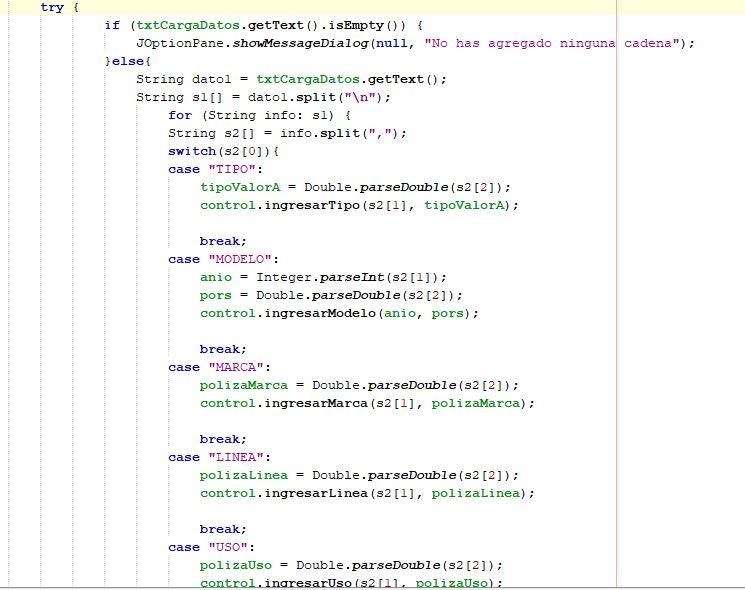 try {
if (txtCargaDatos.getText().isEmpty()) {
JOptionPane.showMessageDialog(null, "No has agregado ninguna cadena");
}else{
String dato1 = txtCargaDatos.getText();
String s1[] = dato1.split("\n");
for (String info: s1) {
String s2[] = info.split(",");
switch(s2[0]){
case "TIPO":
tipoValorA = Double.parseDouble(s2[2]);
control.ingresarTipo(s2[1], tipoValorA);
break;
case "MODELO":
anio = Integer.parseInt(s2[1]);
pors = Double.parseDouble(s2[2]);
control.ingresarModelo(anio, pors);
break;
case "MARCA":
polizaMarca = Double.parseDouble(s2[2]);
control.ingresarMarca(s2[1], polizaMarca);
break;
case "LINEA":
polizaLinea = Double.parseDouble(s2[2]);
control.ingresarLinea(s2[1], polizaLinea);
break;
case "USO":
polizaUso = Double.parseDouble(s2[2]);
control.ingresarUso(s2[1], polizaUso);